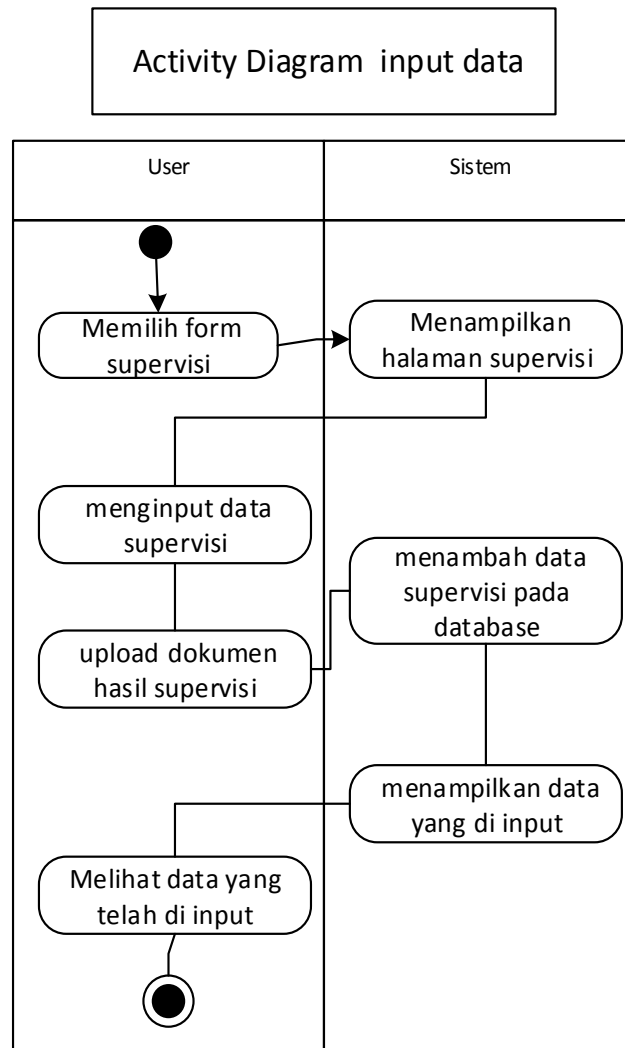 Activity Diagram  input data
User
Sistem
Memilih form
supervisi
Menampilkan
halaman supervisi
menginput data
supervisi
menambah data
supervisi pada
database
upload dokumen
hasil supervisi
menampilkan data
yang di input
Melihat data yang
telah di input